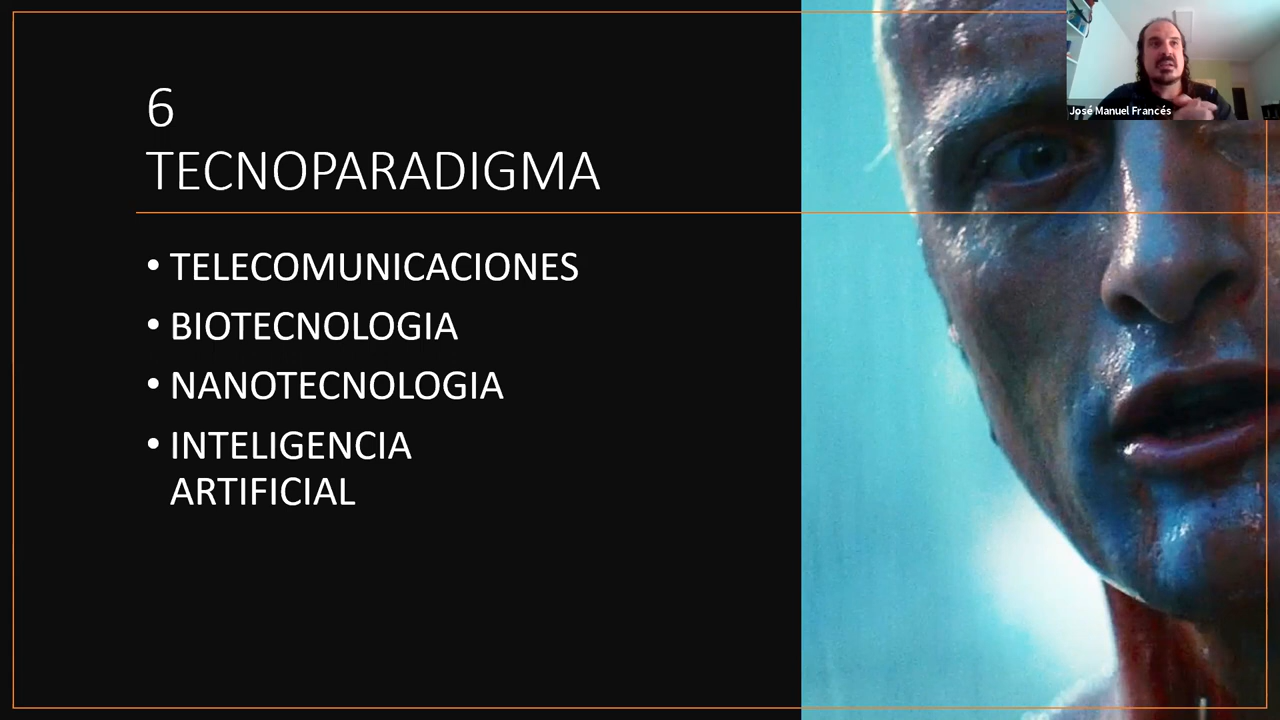 6
TECNOPARADIGMA
• TELECOMUNICACIONES
• BIOTECNOLOGIA
• NANOTECNOLOGIA
• INTELIGENCIA
ARTIFICIAL
José Manuel Francés